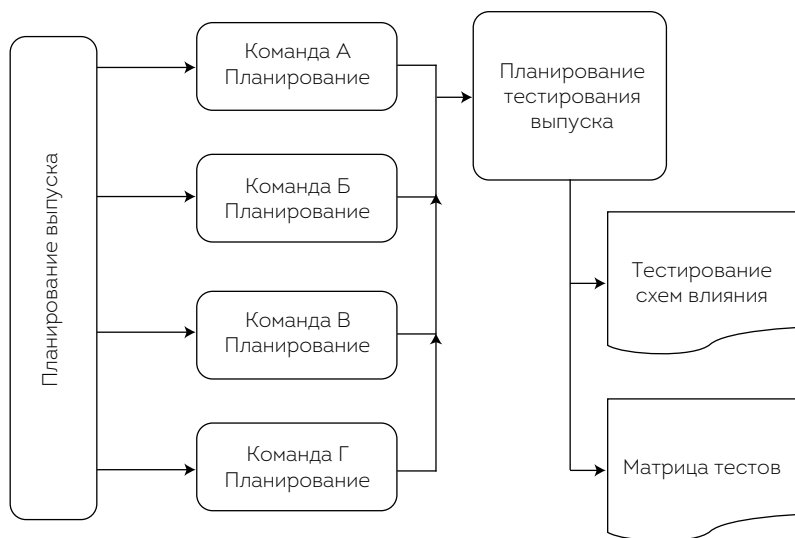 Планирование выпуска
Команда А
Планирование
Команда Б
Планирование
Команда В
Планирование
Команда Г
Планирование
Планирование
тестирования
выпуска
Тестирование
схем влияния
Матрица тестов